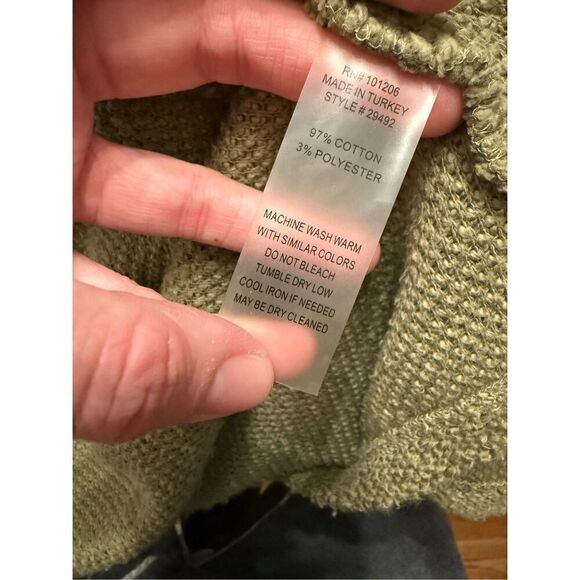 RN# 101206
MADE IN TURKEY
STYLE # 29492
97% COTTON
3% POLYESTER
MACHINE WASH WARM
WITH SIMILAR COLORS
DO NOT BLEACH
TUMBLE DRY LOW
COOL IRON IF NEEDED
MAY BE DRY CLEANED